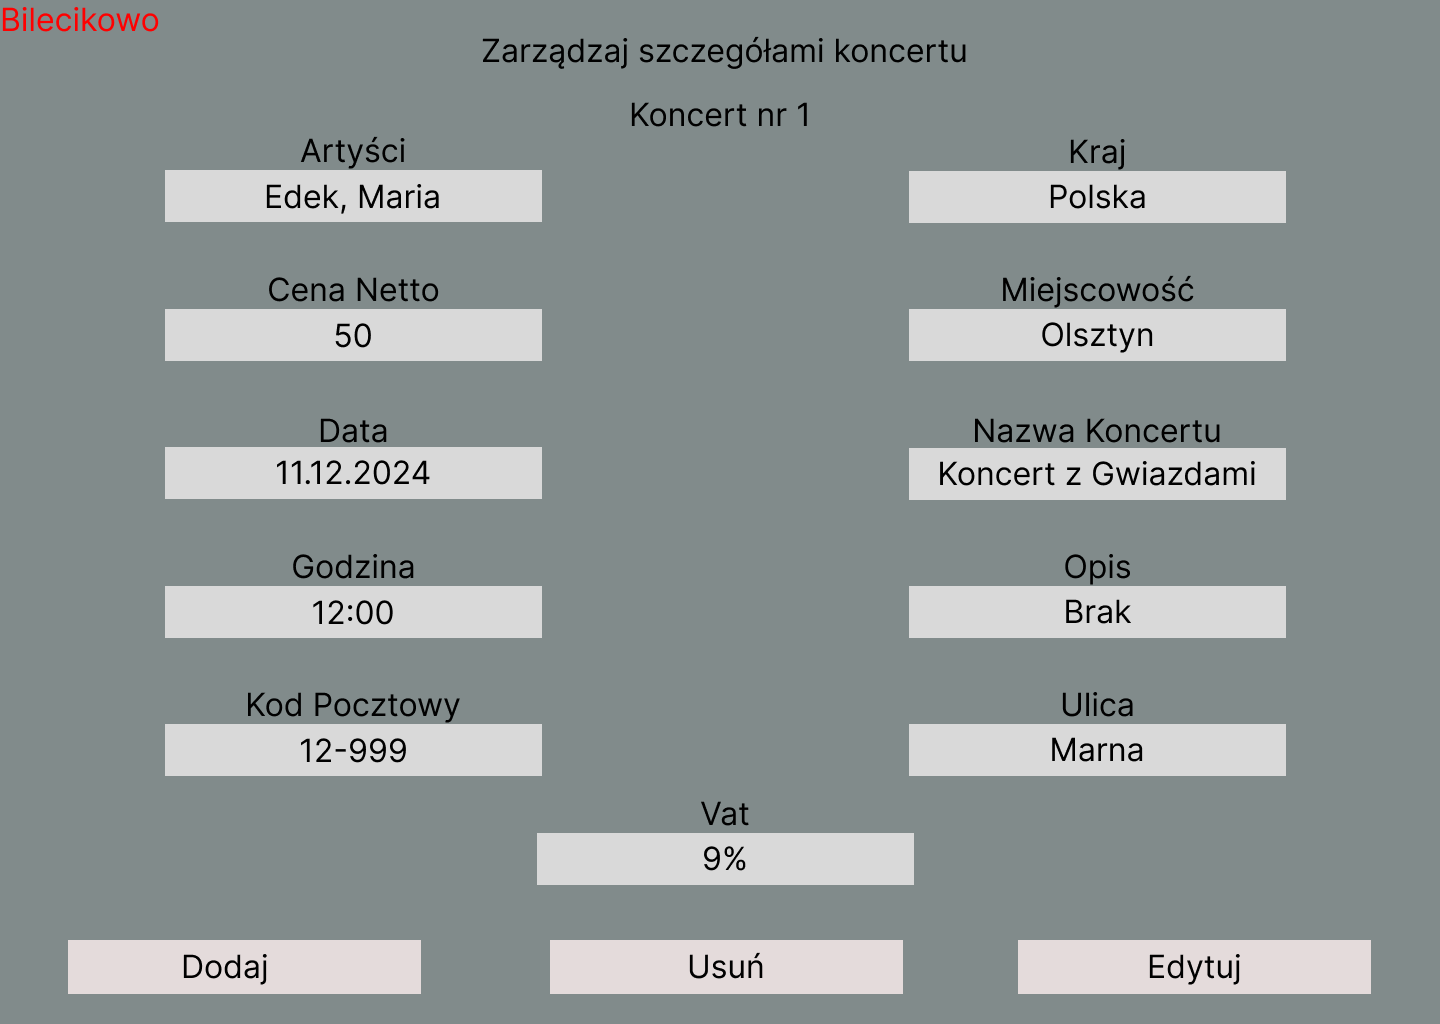 Bilecikowo
Zarządzaj szczegółami koncertu
Koncert nr 1
Artyści
Edek, Maria
Kraj
Polska
Cena Netto
50
Miejscowość
Olsztyn
Data
11.12.2024
Nazwa Koncertu
Koncert z Gwiazdami
Godzina
12:00
Opis
Brak
Kod Pocztowy
12-999
Ulica
Marna
Vat
9%
Dodaj
Usuń
Edytuj